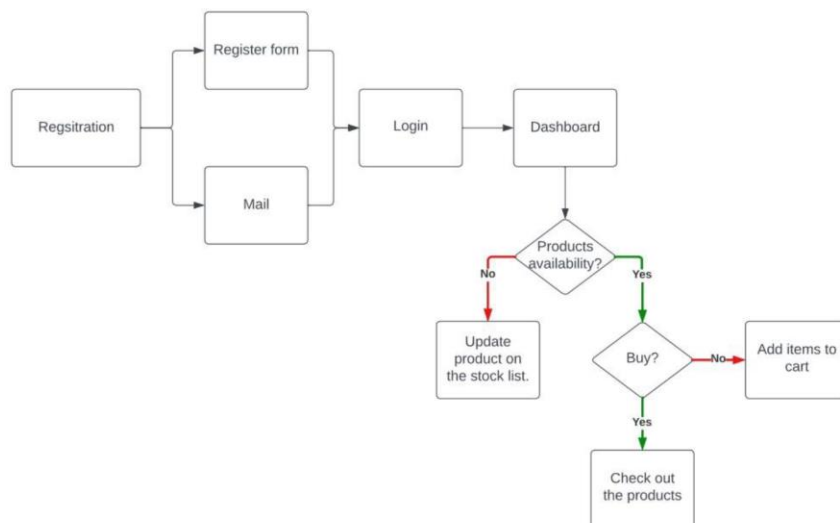 Register form
Regsitration
Login
Dashboard
Mail
Products
availability?
No
Yes
Update
product on
the stock list.
Buy?
No
Add items to
cart
Yes
Check out
the products